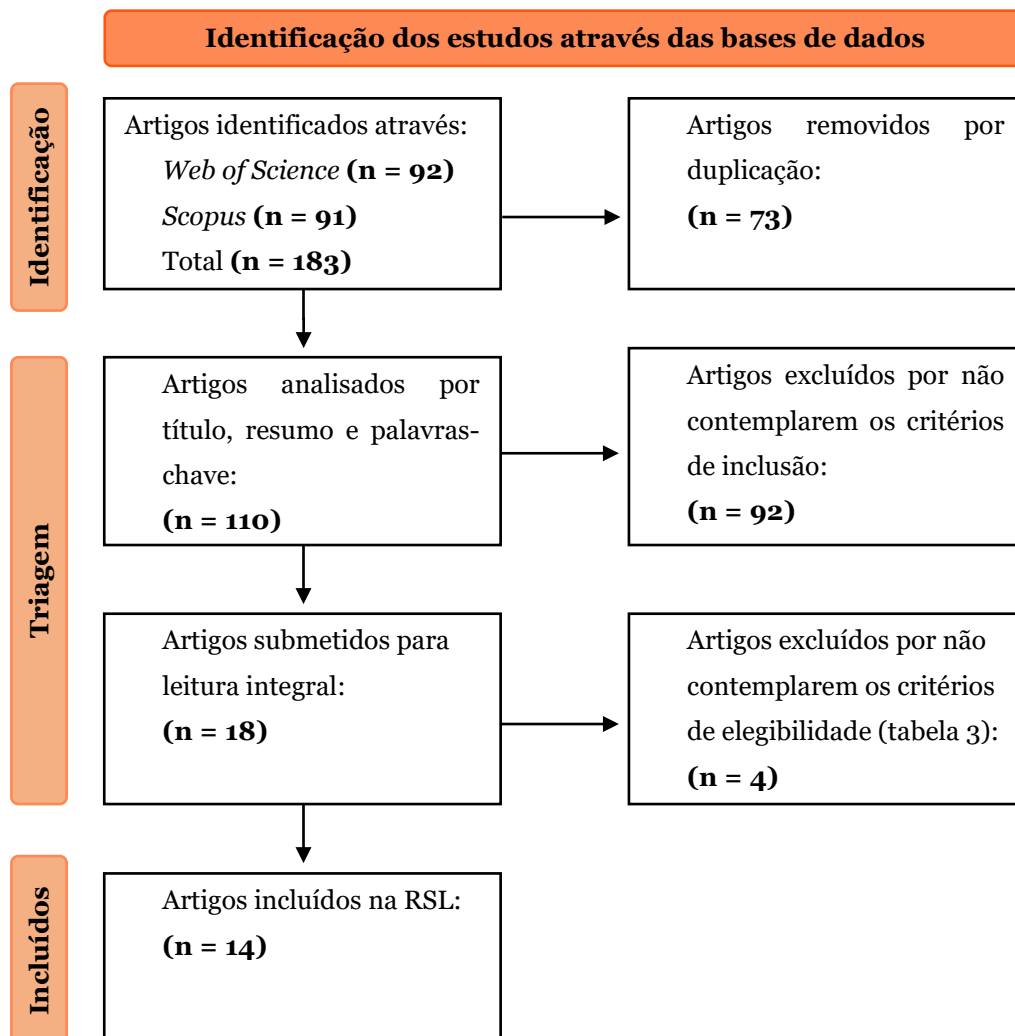 Identificação dos estudos através das bases de dados
Identificação
Artigos identificados através:
Web of Science (n = 92)
Scopus (n = 91)
Total (n = 183)
Artigos removidos por
duplicação:
(n = 73)
Triagem
Artigos analisados por
título, resumo e palavras-
chave:
(n = 110)
Artigos excluídos por não
contemplarem os critérios
de inclusão:
(n = 92)
Artigos submetidos para
leitura integral:
(n = 18)
Artigos excluídos por não
contemplarem os critérios
de elegibilidade (tabela 3):
(n = 4)
Incluídos
Artigos incluídos na RSL:
(n = 14)